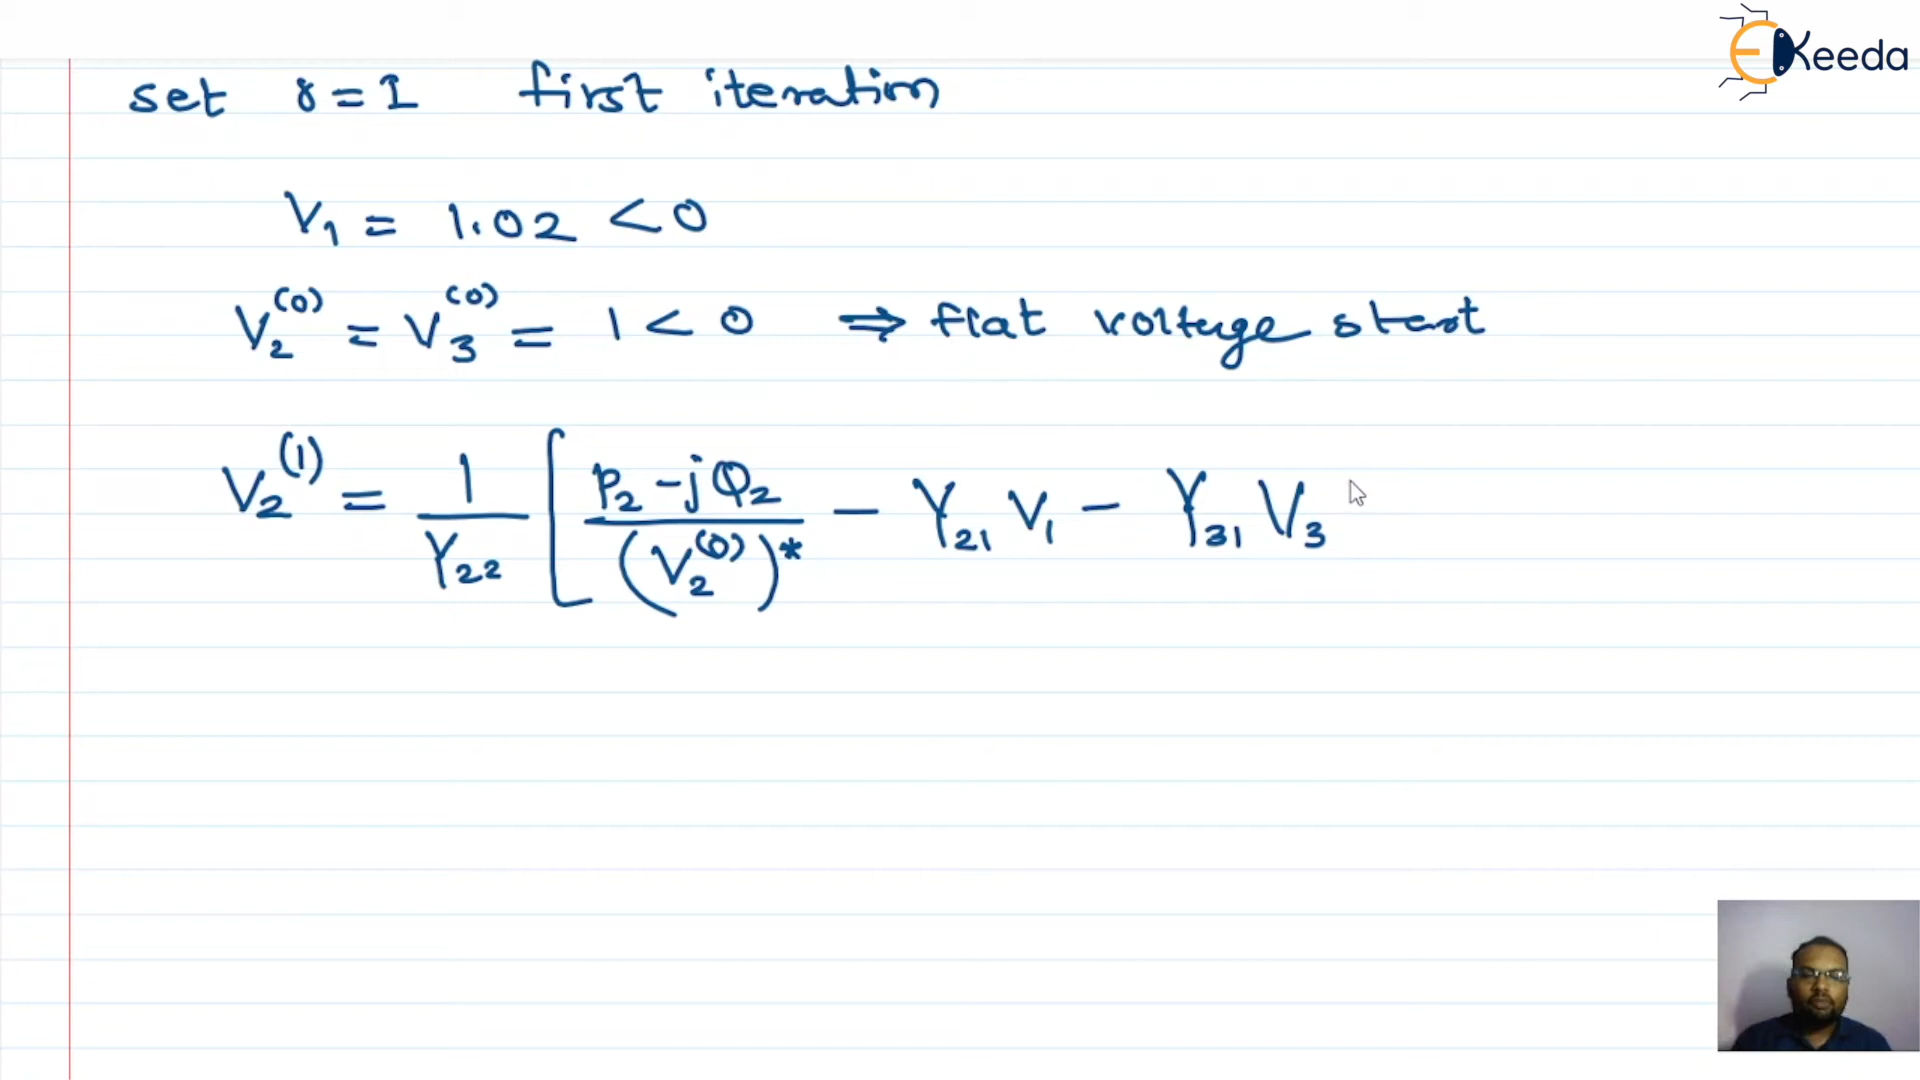 EKeeda
set r=1 first iteration
V₁ = 1.02 <0
V₂⁽⁰⁾ = V₃⁽⁰⁾ = 1 < 0 ⇒ flat voltage start
V₂⁽¹⁾ = 1/Y₂₂ [ P₂ - jQ₂ / (V₂⁽⁰⁾)* - Y₂₁ V₁ - Y₃₁ V₃